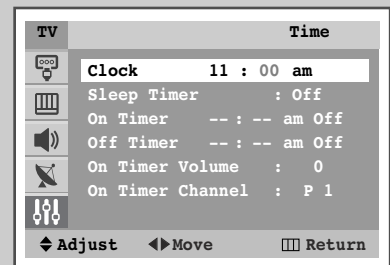 TV Time
Clock 11 : 00 am
Sleep Timer : Off
On Timer -- : -- am Off
Off Timer -- : -- am Off
On Timer Volume : 0
On Timer Channel : P 1
Adjust Move Return